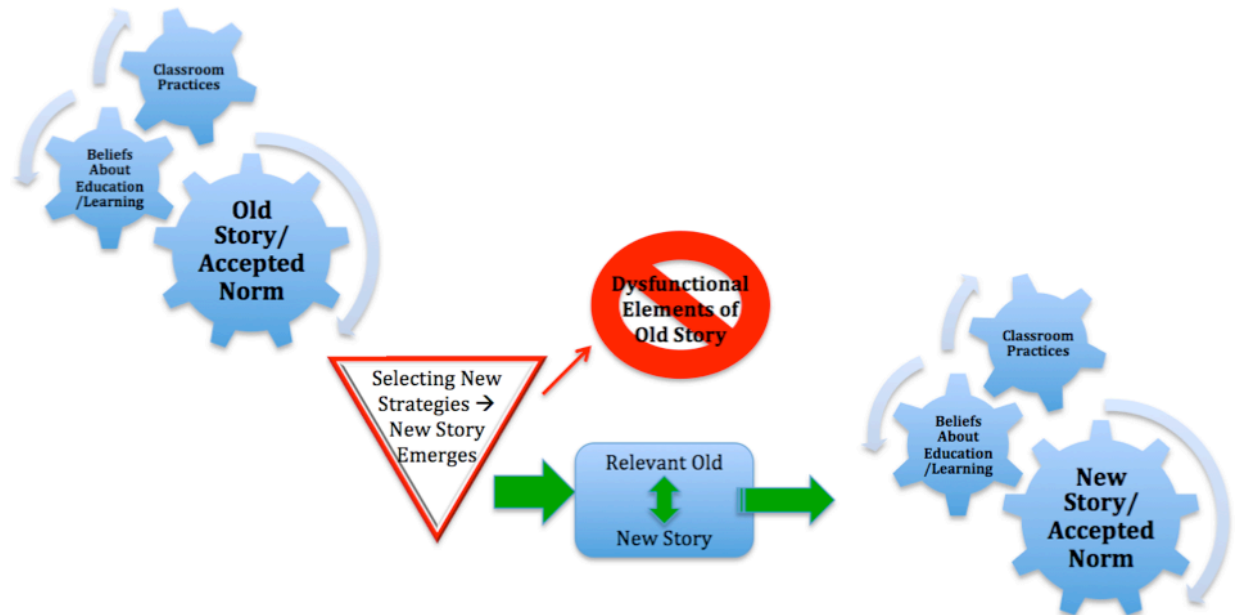 Classroom
Practices
Beliefs
About
Education
/Learning
Old
Story/
Accepted
Norm
Dysfunctional
Elements of
Old Story
Selecting New
Strategies →
New Story
Emerges
Relevant Old
New Story
Classroom
Practices
Beliefs
About
Education
/Learning
New
Story/
Accepted
Norm